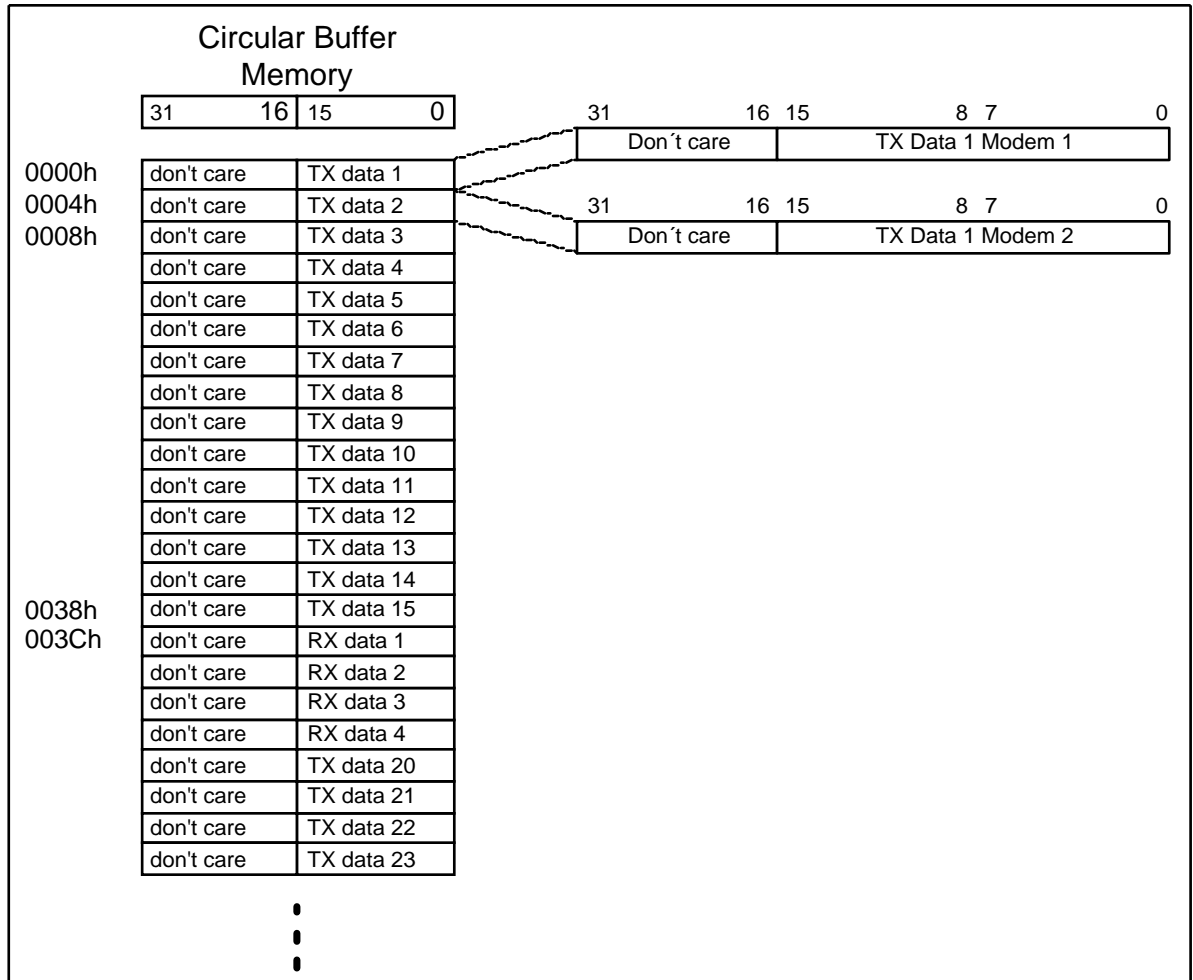 Circular Buffer
Memory
31 16 15 0
31 16 15 8 7 0
Don´t care TX Data 1 Modem 1
0000h don't care TX data 1
0004h don't care TX data 2
31 16 15 8 7 0
0008h don't care TX data 3
Don´t care TX Data 1 Modem 2
don't care TX data 4
don't care TX data 5
don't care TX data 6
don't care TX data 7
don't care TX data 8
don't care TX data 9
don't care TX data 10
don't care TX data 11
don't care TX data 12
don't care TX data 13
don't care TX data 14
0038h don't care TX data 15
003Ch don't care RX data 1
don't care RX data 2
don't care RX data 3
don't care RX data 4
don't care TX data 20
don't care TX data 21
don't care TX data 22
don't care TX data 23